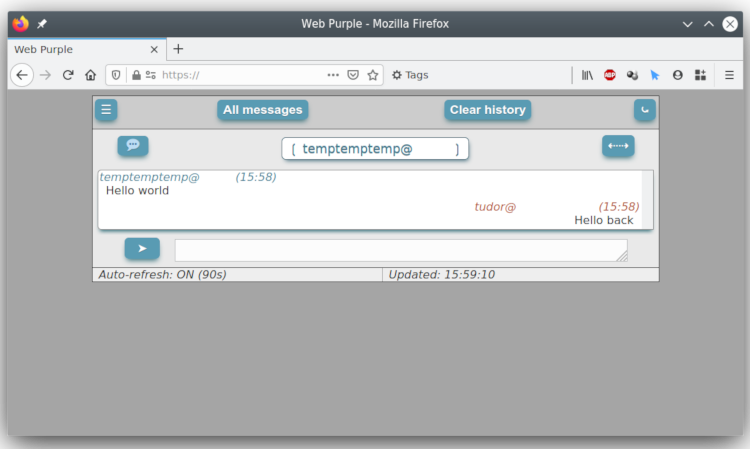 Web Purple - Mozilla Firefox
Web Purple
https://
Tags
All messages Clear history
( temptemptemp@ )
temptemptemp@ (15:58)
Hello world
tudor@ (15:58)
Hello back
Auto-refresh: ON (90s) Updated: 15:59:10